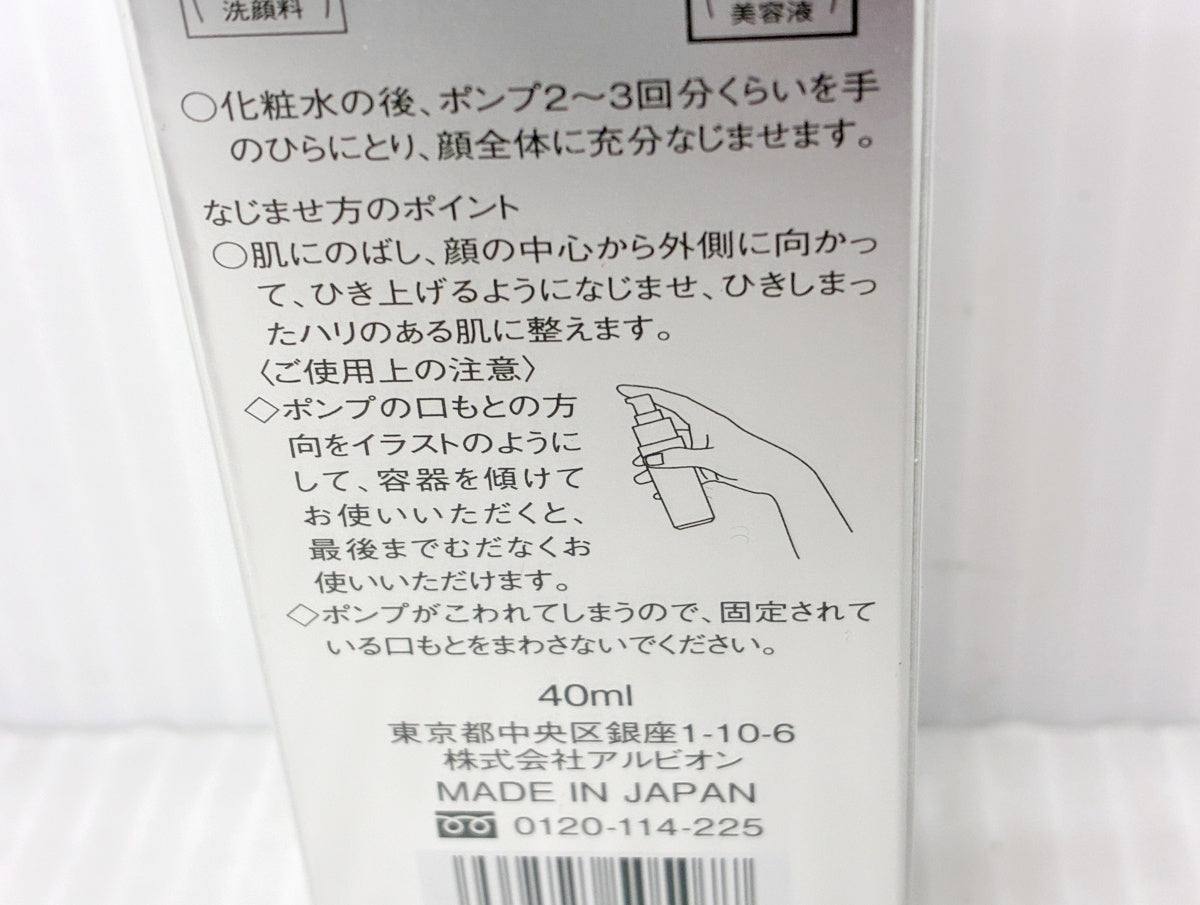 洗顔料
美容液
○化粧水の後、ポンプ2〜3回分くらいを手
のひらにとり、顔全体に充分なじませます。
なじませ方のポイント
○肌にのばし、顔の中心から外側に向かっ
て、ひき上げるようになじませ、ひきしまっ
たハリのある肌に整えます。
〈ご使用上の注意〉
◇ポンプの口もとの方
向をイラストのように
して、容器を傾けて
お使いいただくと、
最後までむだなくお
使いいただけます。
◇ポンプがこわれてしまうので、固定されて
いる口もとをまわさないでください。
40ml
東京都中央区銀座1-10-6
株式会社アルビオン
MADE IN JAPAN
0120-114-225